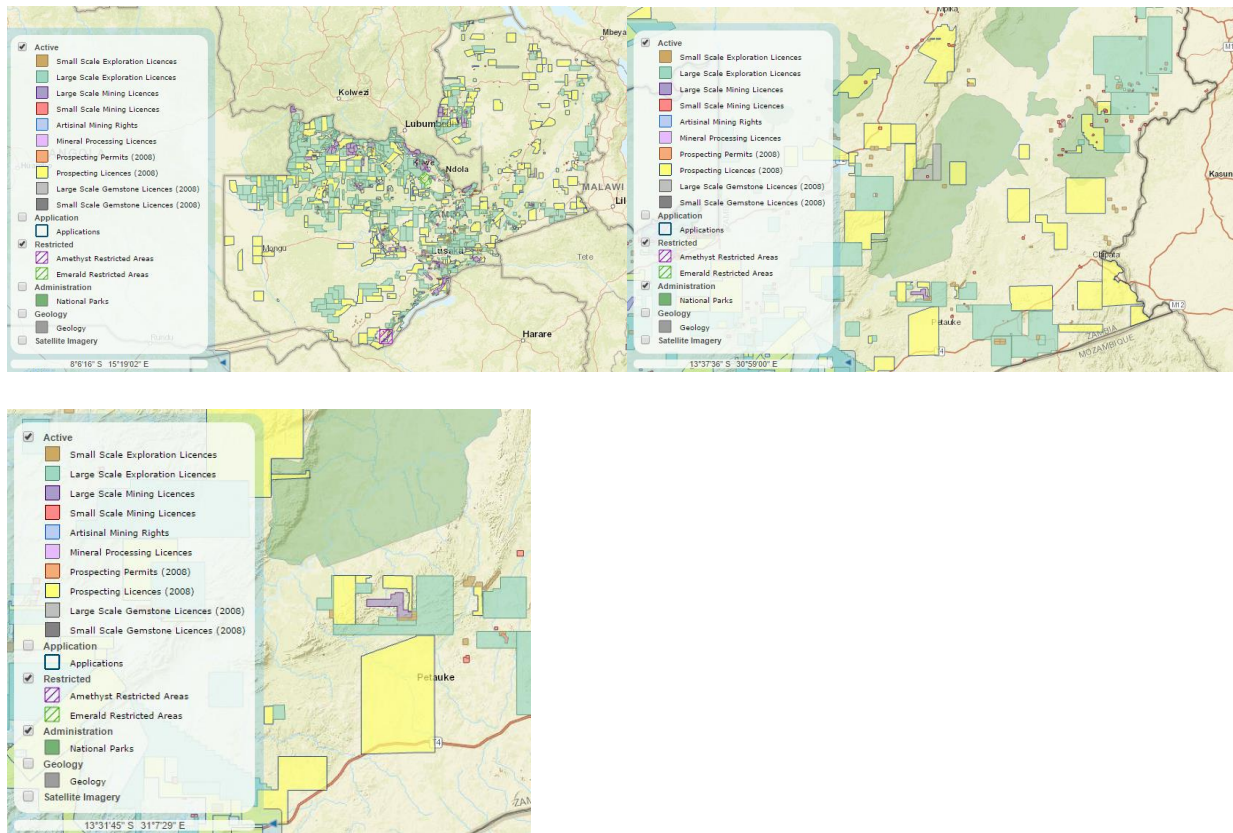 Active
Small Scale Exploration Licences
Large Scale Exploration Licences
Large Scale Mining Licences
Small Scale Mining Licences
Artisinal Mining Rights
Mineral Processing Licences
Prospecting Permits (2008)
Prospecting Licences (2008)
Large Scale Gemstone Licences (2008)
Small Scale Gemstone Licences (2008)
Application
Applications
Restricted
Amethyst Restricted Areas
Emerald Restricted Areas
Administration
National Parks
Geology
Geology
Satellite Imagery
8°6'16" S 15°19'02" E
Mbeya
Kolwezi
Ndola
MALAWI
Mongu
Tete
Harare
Active
Small Scale Exploration Licences
Large Scale Exploration Licences
Large Scale Mining Licences
Small Scale Mining Licences
Artisinal Mining Rights
Mineral Processing Licences
Prospecting Permits (2008)
Prospecting Licences (2008)
Large Scale Gemstone Licences (2008)
Small Scale Gemstone Licences (2008)
Application
Applications
Restricted
Amethyst Restricted Areas
Emerald Restricted Areas
Administration
National Parks
Geology
Geology
Satellite Imagery
13°37'36" S 30°59'00" E
Mpika
Kasun
Chipata
M12
Petauke
ZAMBIA
MOZAMBIQUE
Active
Small Scale Exploration Licences
Large Scale Exploration Licences
Large Scale Mining Licences
Small Scale Mining Licences
Artisinal Mining Rights
Mineral Processing Licences
Prospecting Permits (2008)
Prospecting Licences (2008)
Large Scale Gemstone Licences (2008)
Small Scale Gemstone Licences (2008)
Application
Applications
Restricted
Amethyst Restricted Areas
Emerald Restricted Areas
Administration
National Parks
Geology
Geology
Satellite Imagery
13°31'45" S 31°7'29" E
Petauke
T4
ZAM